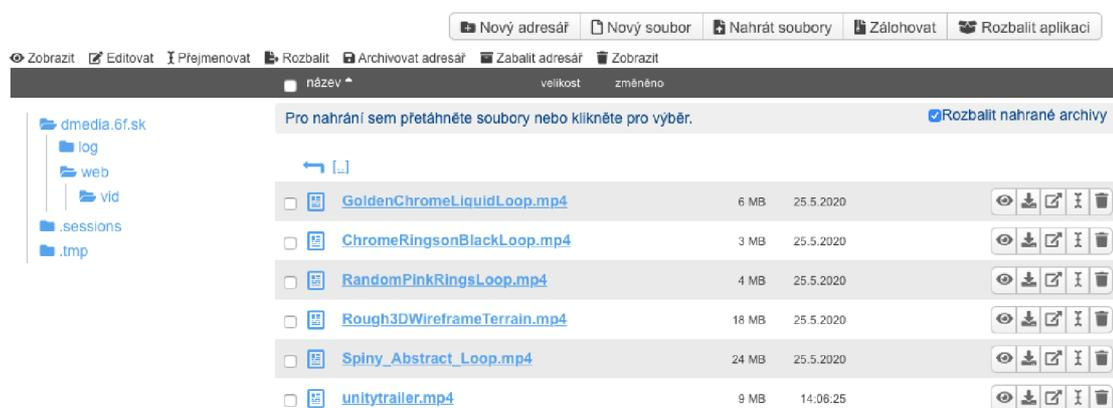 Nový adresář Nový soubor Nahrát soubory Zálohovat Rozbalit aplikaci
Zobrazit Editovat Přejmenovat Rozbalit Archivovat adresář Zabalit adresář Zobrazit
název velikost změněno
Pro nahrání sem přetáhněte soubory nebo klikněte pro výběr. Rozbalit nahrané archivy
dmedia.6f.sk
log
web
vid
.sessions
.tmp
[..]
GoldenChromeLiquidLoop.mp4 6 MB 25.5.2020
ChromeRingsonBlackLoop.mp4 3 MB 25.5.2020
RandomPinkRingsLoop.mp4 4 MB 25.5.2020
Rough3DWireframeTerrain.mp4 18 MB 25.5.2020
Spiny_Abstract_Loop.mp4 24 MB 25.5.2020
unitytrailer.mp4 9 MB 14:06:25